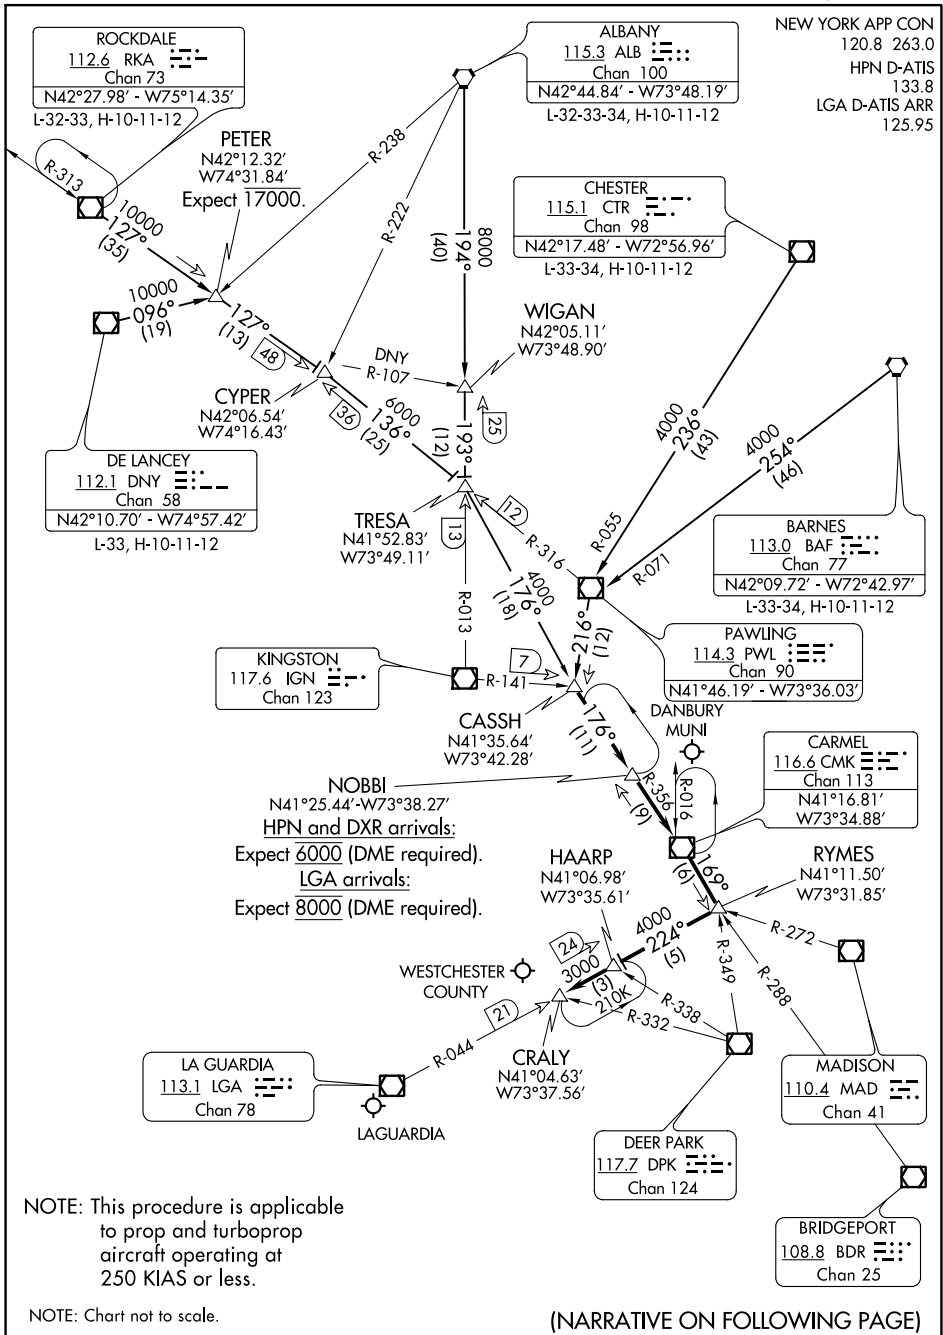 NEW YORK APP CON
120.8 263.0
HPN D-ATIS
133.8
LGA D-ATIS ARR
125.95
ROCKDALE
112.6 RKA
Chan 73
N42°27.98' - W75°14.35'
L-32-33, H-10-11-12
ALBANY
115.3 ALB
Chan 100
N42°44.84' - W73°48.19'
L-32-33-34, H-10-11-12
PETER
N42°12.32'
W74°31.84'
Expect 17000.
R-313
10000
127°
(35)
R-238
R-222
8000
194°
(40)
CHESTER
115.1 CTR
Chan 98
N42°17.48' - W72°56.96'
L-33-34, H-10-11-12
10000
096°
(19)
127°
(13)
48
WIGAN
N42°05.11'
W73°48.90'
DNY
R-107
CYPER
N42°06.54'
W74°16.43'
36
6000
136°
(25)
193°
(12)
25
4000
236°
(43)
4000
254°
(46)
DE LANCEY
112.1 DNY
Chan 58
N42°10.70' - W74°57.42'
L-33, H-10-11-12
TRESA
N41°52.83'
W73°49.11'
13
12
R-316
R-055
R-071
BARNES
113.0 BAF
Chan 77
N42°09.72' - W72°42.97'
L-33-34, H-10-11-12
R-013
4000
176°
(18)
216°
(12)
PAWLING
114.3 PWL
Chan 90
N41°46.19' - W73°36.03'
KINGSTON
117.6 IGN
Chan 123
R-141
7
CASSH
N41°35.64'
W73°42.28'
176°
(11)
DANBURY
MUNI
CARMEL
116.6 CMK
Chan 113
N41°16.81'
W73°34.88'
NOBBI
N41°25.44'-W73°38.27'
HPN and DXR arrivals:
Expect 6000 (DME required).
LGA arrivals:
Expect 8000 (DME required).
R-356
(9)
R-016
HAARP
N41°06.98'
W73°35.61'
169°
(6)
RYMES
N41°11.50'
W73°31.85'
4000
224°
(5)
R-272
R-349
R-288
WESTCHESTER
COUNTY
24
3000
(3)
210K
R-338
R-332
21
R-044
CRALY
N41°04.63'
W73°37.56'
LA GUARDIA
113.1 LGA
Chan 78
LAGUARDIA
MADISON
110.4 MAD
Chan 41
DEER PARK
117.7 DPK
Chan 124
BRIDGEPORT
108.8 BDR
Chan 25
NOTE: This procedure is applicable
to prop and turboprop
aircraft operating at
250 KIAS or less.
NOTE: Chart not to scale.
(NARRATIVE ON FOLLOWING PAGE)